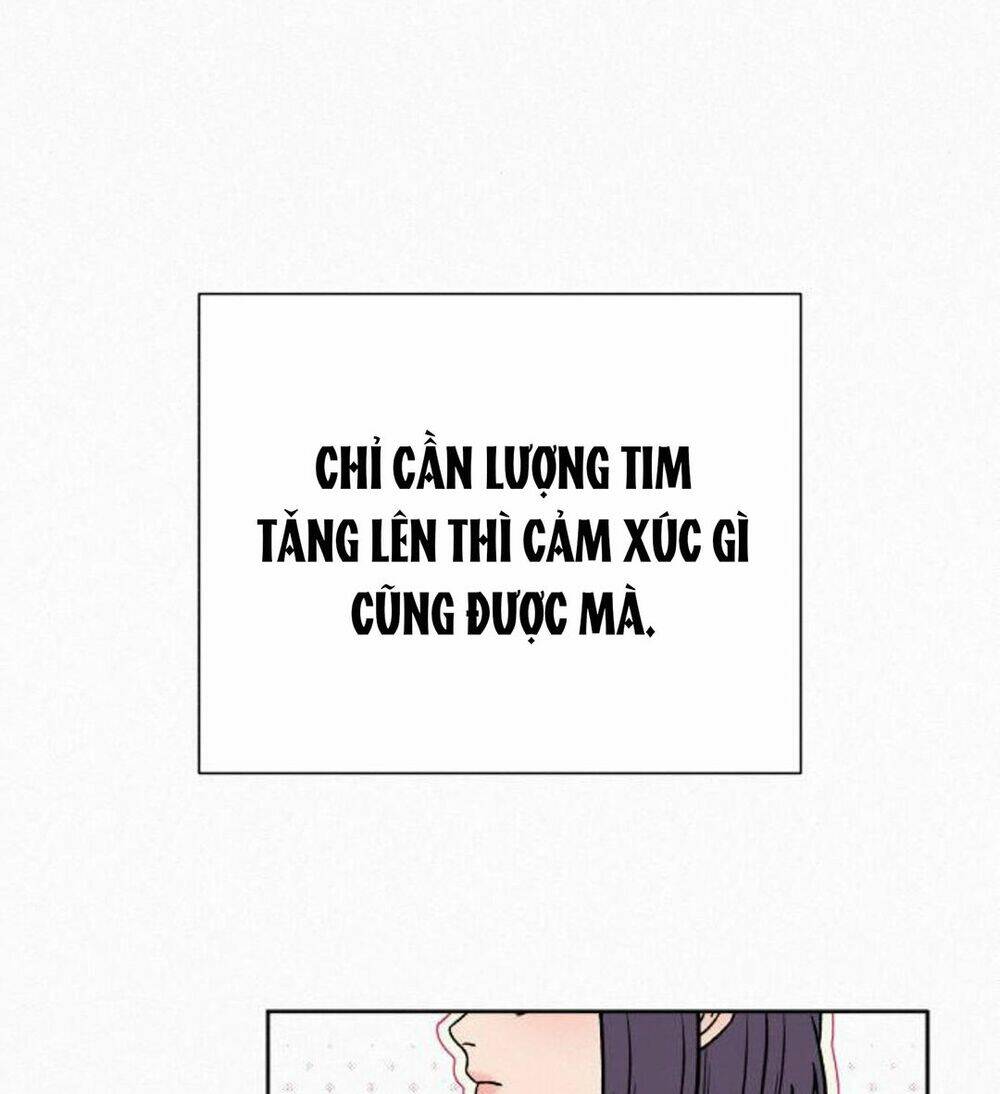 CHỈ CẦN LƯỢNG TIM
TĂNG LÊN THÌ CẢM XÚC GÌ
CŨNG ĐƯỢC MÀ.